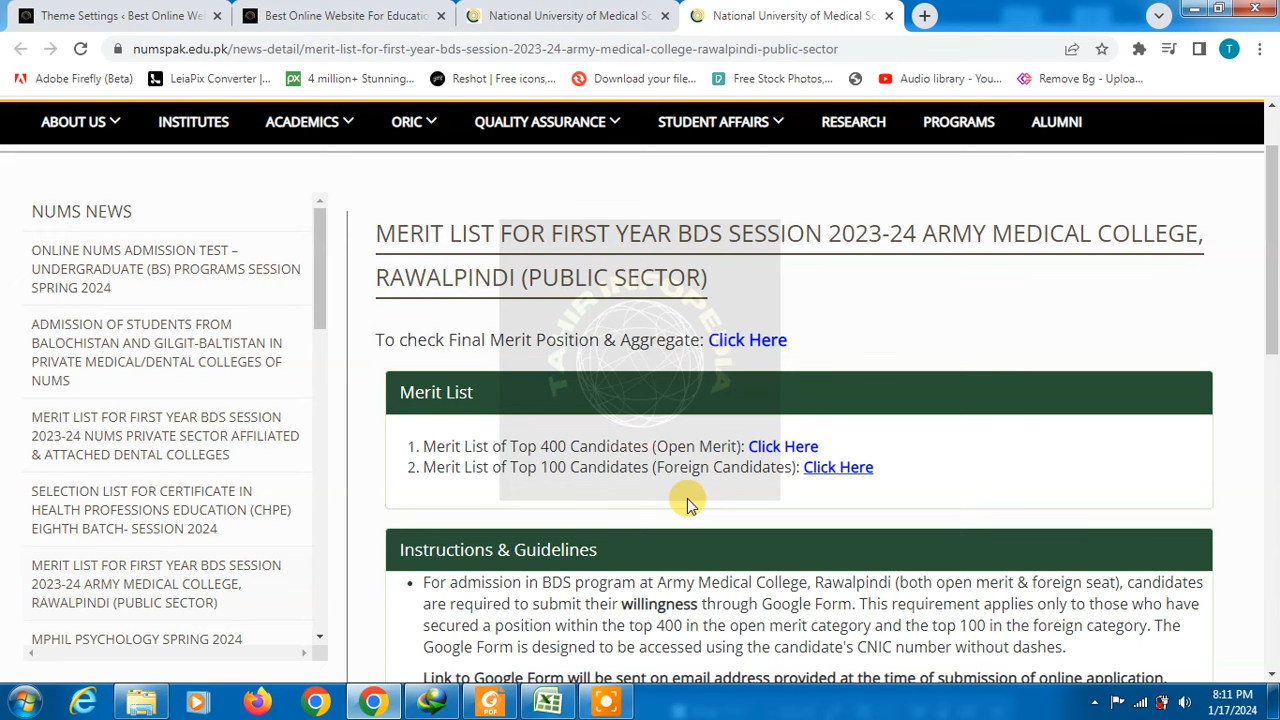 Theme Settings ‹ Best Online We
Best Online Website For Educatio
National University of Medical Sc
National University of Medical Sc
numspak.edu.pk/news-detail/merit-list-for-first-year-bds-session-2023-24-army-medical-college-rawalpindi-public-sector
T
Adobe Firefly (Beta)
LeiaPix Converter |...
4 million+ Stunning...
Reshot | Free icons,...
Download your file...
Free Stock Photos,...
Audio library - You...
Remove Bg - Uploa...
ABOUT US
INSTITUTES
ACADEMICS
ORIC
QUALITY ASSURANCE
STUDENT AFFAIRS
RESEARCH
PROGRAMS
ALUMNI
NUMS NEWS
ONLINE NUMS ADMISSION TEST –
UNDERGRADUATE (BS) PROGRAMS SESSION
SPRING 2024
ADMISSION OF STUDENTS FROM
BALOCHISTAN AND GILGIT-BALTISTAN IN
PRIVATE MEDICAL/DENTAL COLLEGES OF
NUMS
MERIT LIST FOR FIRST YEAR BDS SESSION
2023-24 NUMS PRIVATE SECTOR AFFILIATED
& ATTACHED DENTAL COLLEGES
SELECTION LIST FOR CERTIFICATE IN
HEALTH PROFESSIONS EDUCATION (CHPE)
EIGHTH BATCH- SESSION 2024
MERIT LIST FOR FIRST YEAR BDS SESSION
2023-24 ARMY MEDICAL COLLEGE,
RAWALPINDI (PUBLIC SECTOR)
MPHIL PSYCHOLOGY SPRING 2024
MERIT LIST FOR FIRST YEAR BDS SESSION 2023-24 ARMY MEDICAL COLLEGE,
RAWALPINDI (PUBLIC SECTOR)
To check Final Merit Position & Aggregate: Click Here
Merit List
1. Merit List of Top 400 Candidates (Open Merit): Click Here
2. Merit List of Top 100 Candidates (Foreign Candidates): Click Here
TAHIRINSOPEDIA
Instructions & Guidelines
• For admission in BDS program at Army Medical College, Rawalpindi (both open merit & foreign seat), candidates
are required to submit their willingness through Google Form. This requirement applies only to those who have
secured a position within the top 400 in the open merit category and the top 100 in the foreign category. The
Google Form is designed to be accessed using the candidate's CNIC number without dashes.
Link to Google Form will be sent on email address provided at the time of submission of online application.
PDF
8:11 PM
1/17/2024